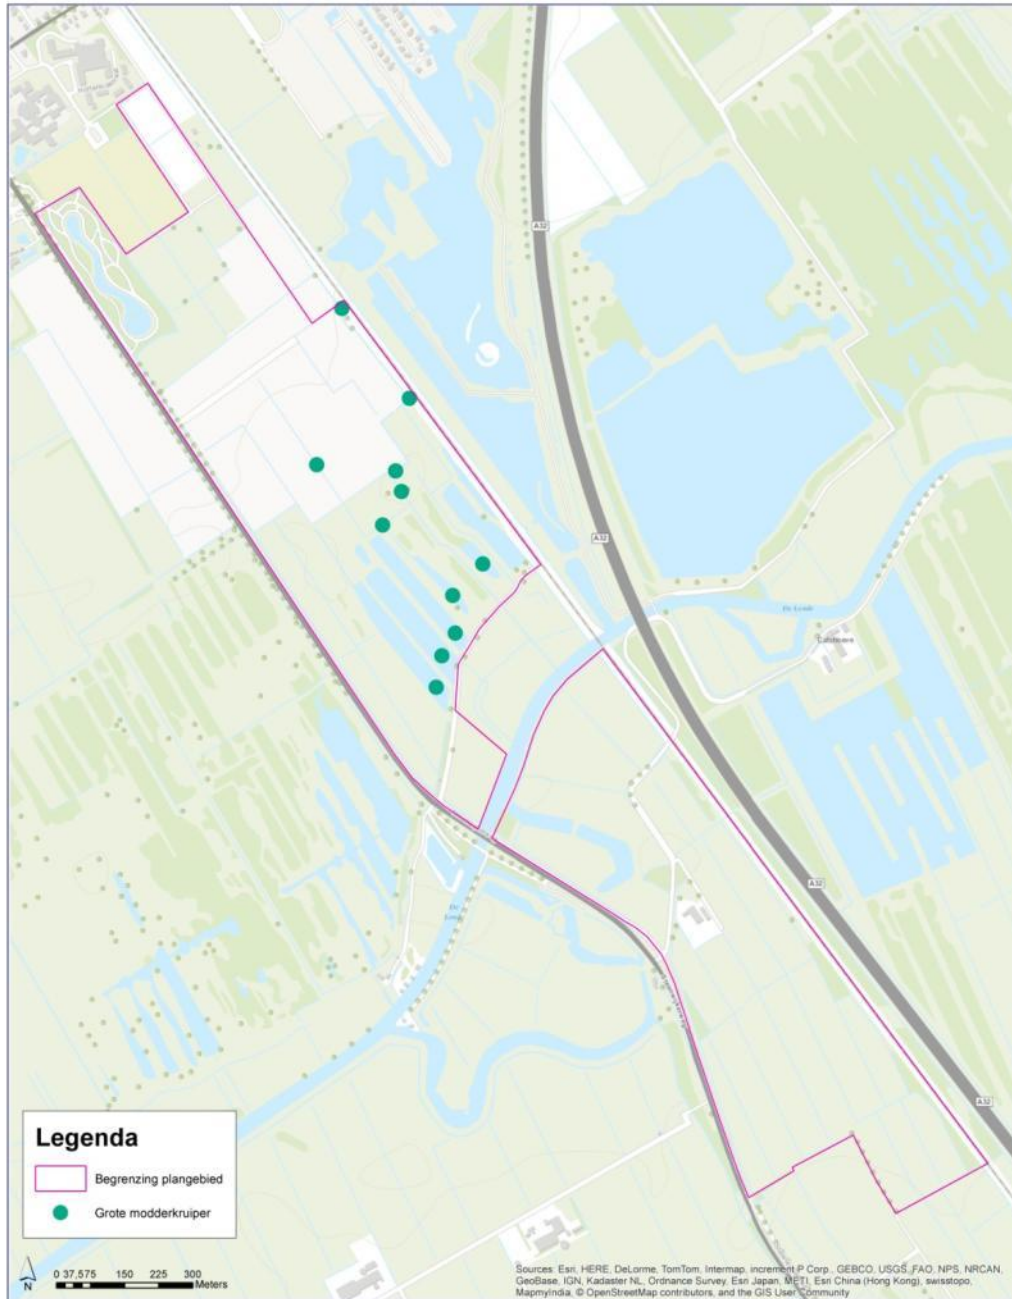 A32
A32
De Lende
A32
De
A32
Legenda
Begrenzing plangebied
Grote modderkruiper
N
0 37,575 150 225 300
Meters
Sources: Esri, HERE, DeLorme, TomTom, Intermap, increment P Corp., GEBCO, USGS, FAO, NPS, NRCAN,
GeoBase, IGN, Kadaster NL, Ordnance Survey, Esri Japan, METI, Esri China (Hong Kong), swisstopo,
MapmyIndia, © OpenStreetMap contributors, and the GIS User Community